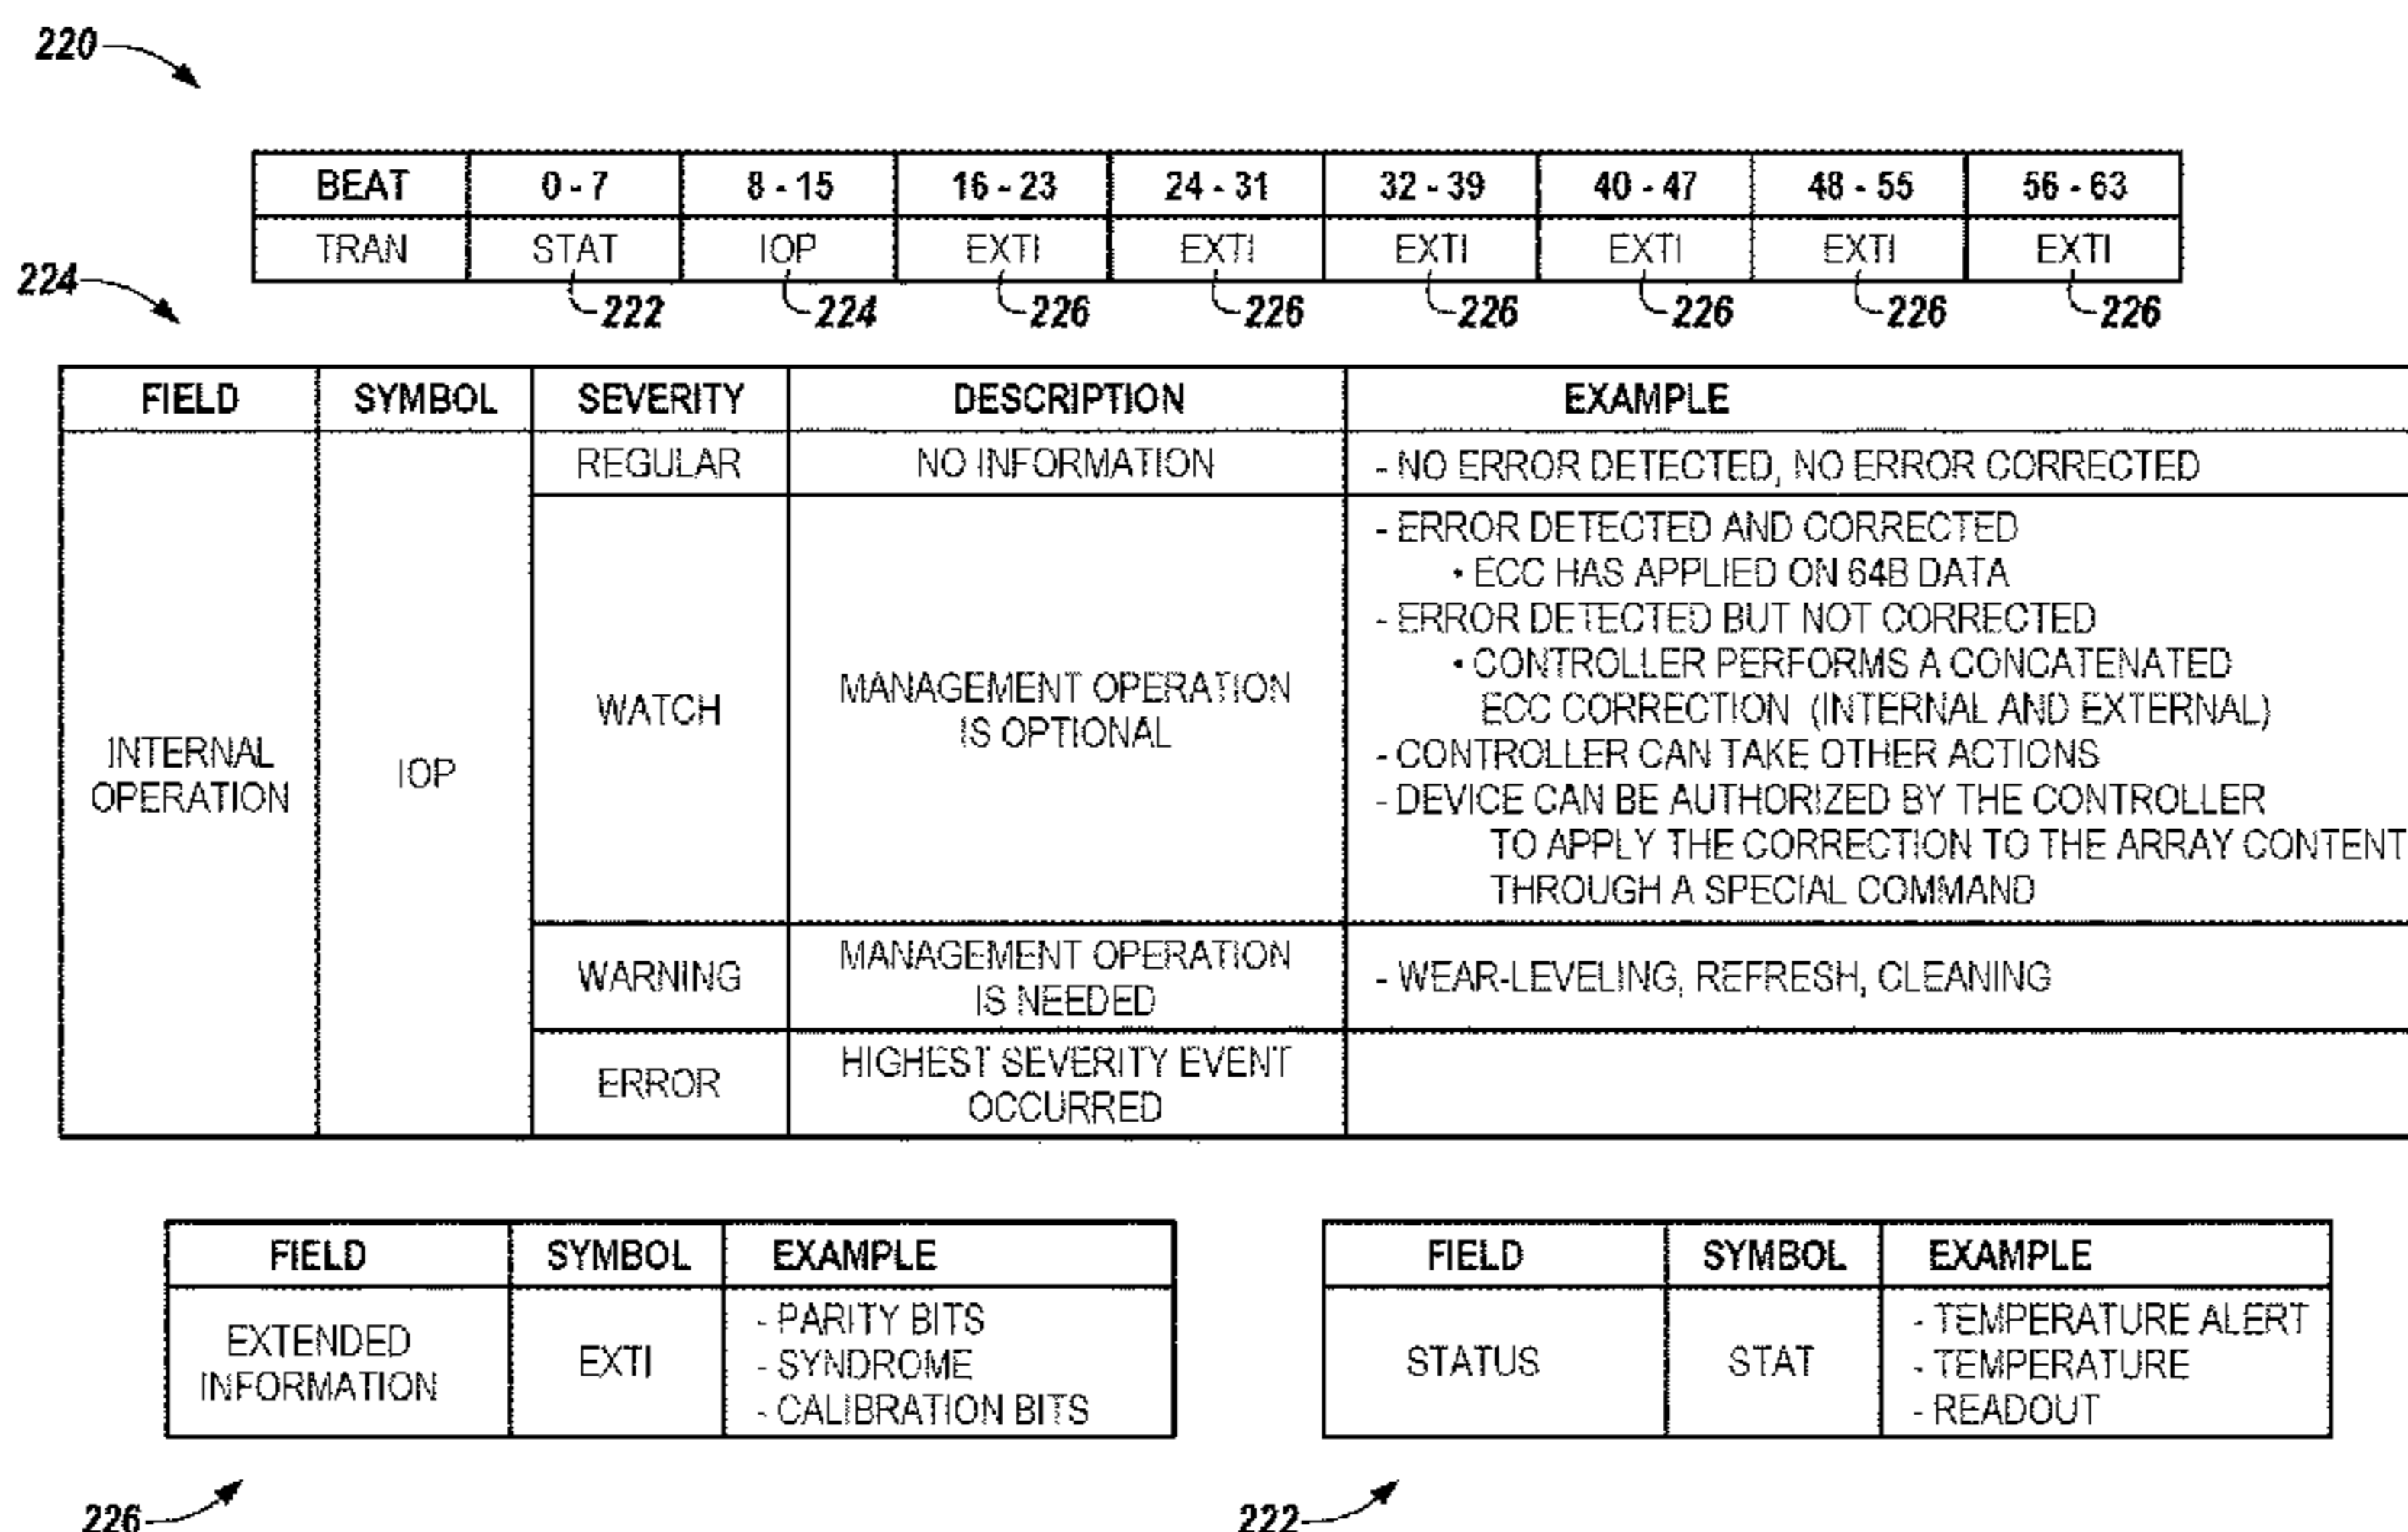 220
BEAT 0 - 7 8 - 15 16 - 23 24 - 31 32 - 39 40 - 47 48 - 55 56 - 63
TRAN STAT IOP EXTI EXTI EXTI EXTI EXTI EXTI
224
222 224 226 226 226 226 226 226
FIELD SYMBOL SEVERITY DESCRIPTION EXAMPLE
INTERNAL
OPERATION
IOP
REGULAR
NO INFORMATION
- NO ERROR DETECTED, NO ERROR CORRECTED
WATCH
MANAGEMENT OPERATION
IS OPTIONAL
- ERROR DETECTED AND CORRECTED
• ECC HAS APPLIED ON 64B DATA
- ERROR DETECTED BUT NOT CORRECTED
• CONTROLLER PERFORMS A CONCATENATED
ECC CORRECTION (INTERNAL AND EXTERNAL)
- CONTROLLER CAN TAKE OTHER ACTIONS
- DEVICE CAN BE AUTHORIZED BY THE CONTROLLER
TO APPLY THE CORRECTION TO THE ARRAY CONTENT
THROUGH A SPECIAL COMMAND
WARNING
MANAGEMENT OPERATION
IS NEEDED
- WEAR-LEVELING, REFRESH, CLEANING
ERROR
HIGHEST SEVERITY EVENT
OCCURRED
FIELD SYMBOL EXAMPLE
EXTENDED
INFORMATION
EXTI
- PARITY BITS
- SYNDROME
- CALIBRATION BITS
226
FIELD SYMBOL EXAMPLE
STATUS
STAT
- TEMPERATURE ALERT
- TEMPERATURE
- READOUT
222